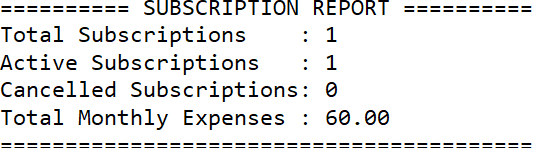 ========== SUBSCRIPTION REPORT ==========
Total Subscriptions    : 1
Active Subscriptions   : 1
Cancelled Subscriptions: 0
Total Monthly Expenses : 60.00
=========================================